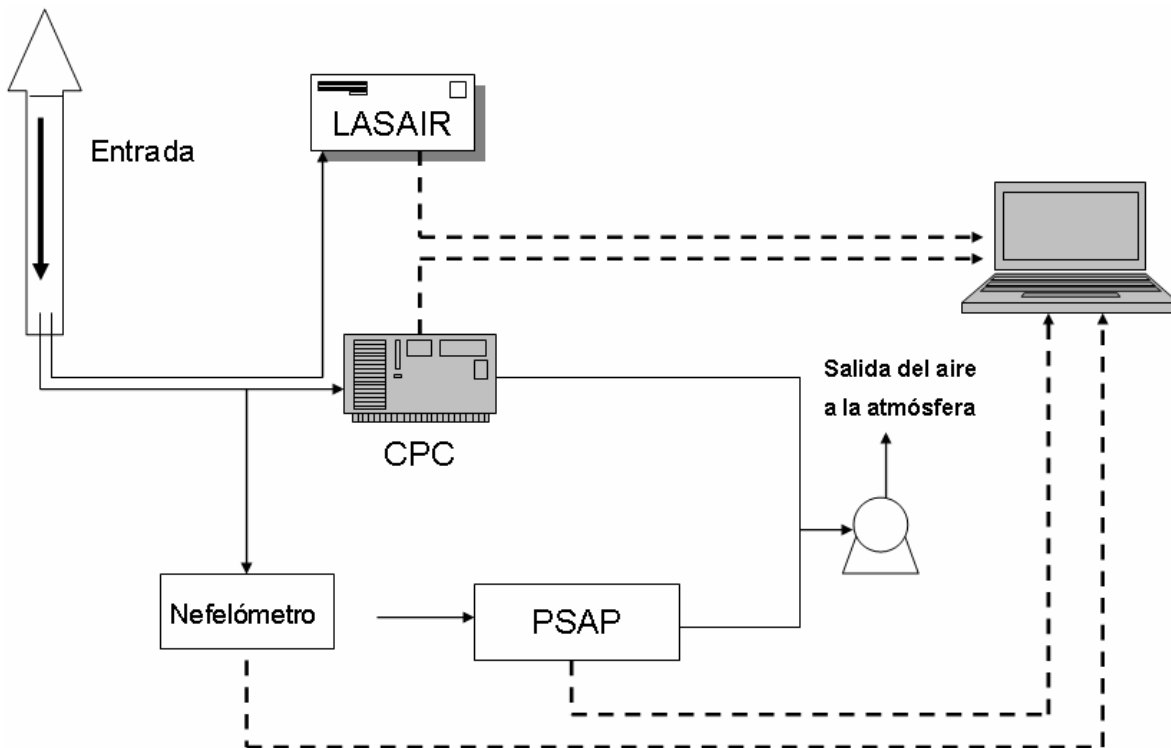 LASAIR
Entrada
Salida del aire
a la atmósfera
CPC
Nefelómetro
PSAP